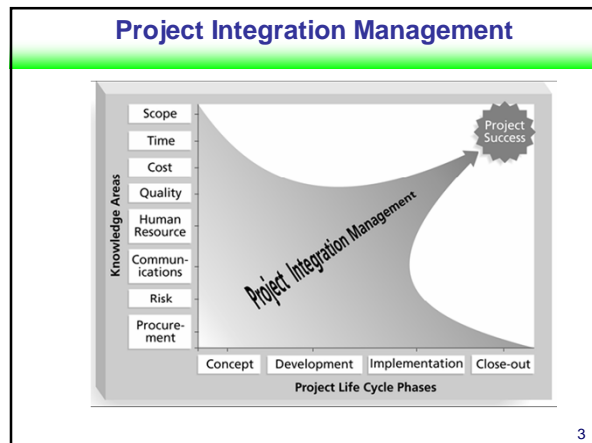 Project Integration Management
Scope
Time
Cost
Quality
Human
Resource
Commun-
ications
Risk
Procure-
ment
Knowledge Areas
Project
Success
Project Integration Management
Concept
Development
Implementation
Close-out
Project Life Cycle Phases
3